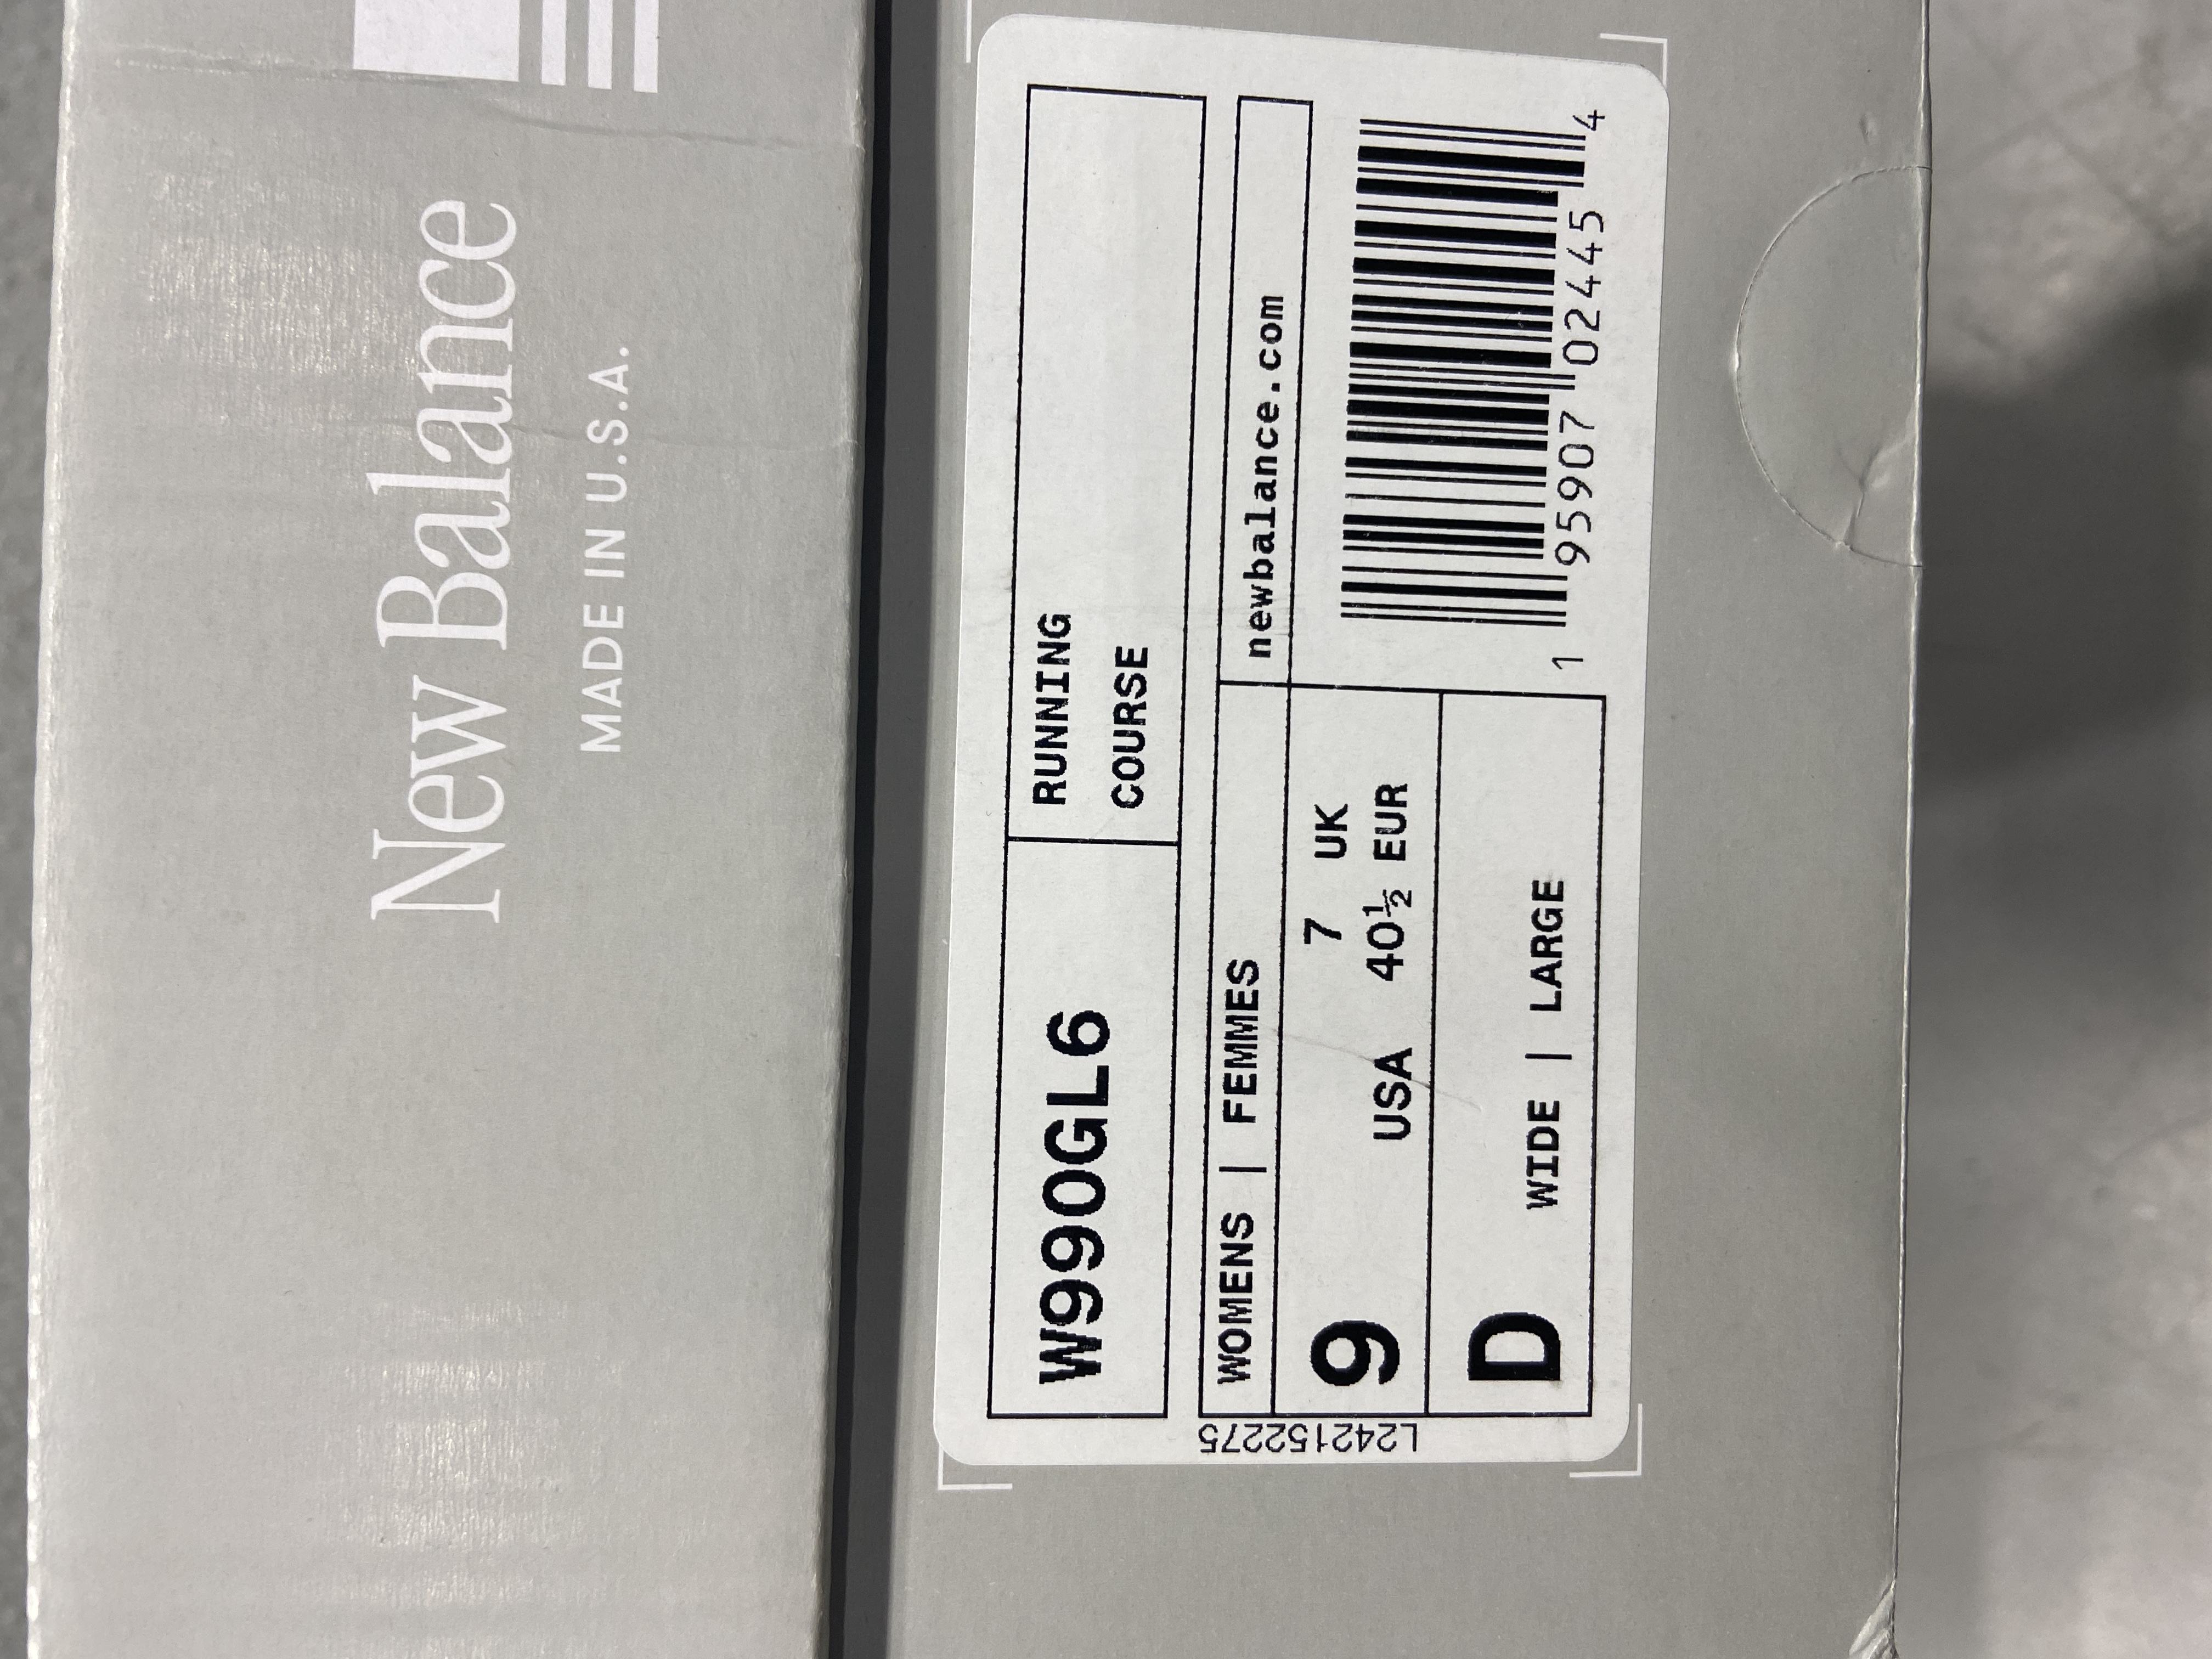 New Balance
MADE IN U.S.A.
W990GL6
RUNNING
COURSE
WOMENS | FEMMES
newbalance.com
9 USA
7 UK
40½ EUR
D WIDE | LARGE
1 95907 02445 4
L242152275